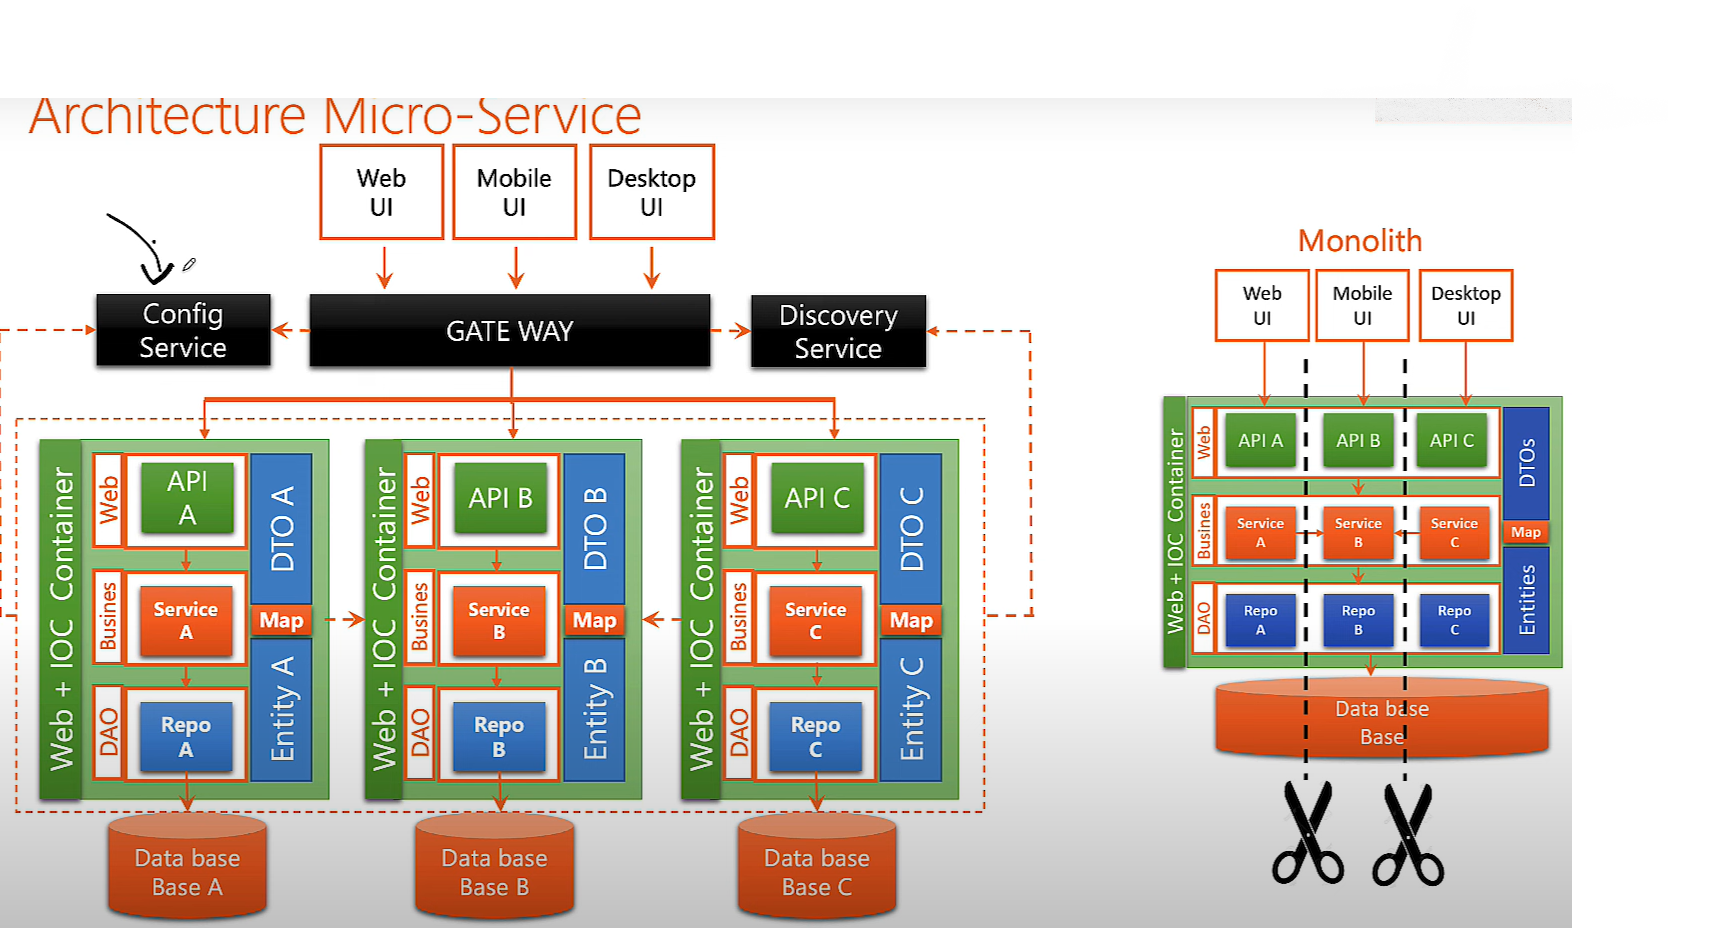 Architecture Micro-Service
Web
UI
Mobile
UI
Desktop
UI
Config
Service
GATE WAY
Discovery
Service
Web + IOC Container
Web
API
A
DTO A
Busines
Service
A
Map
DAO
Repo
A
Entity A
Data base
Base A
Web + IOC Container
Web
API B
DTO B
Busines
Service
B
Map
DAO
Repo
B
Entity B
Data base
Base B
Web + IOC Container
Web
API C
DTO C
Busines
Service
C
Map
DAO
Repo
C
Entity C
Data base
Base C
Monolith
Web
UI
Mobile
UI
Desktop
UI
Web + IOC Container
Web
API A
API B
API C
DTOs
Busines
Service
A
Service
B
Service
C
Map
DAO
Repo
A
Repo
B
Repo
C
Entities
Data base
Base